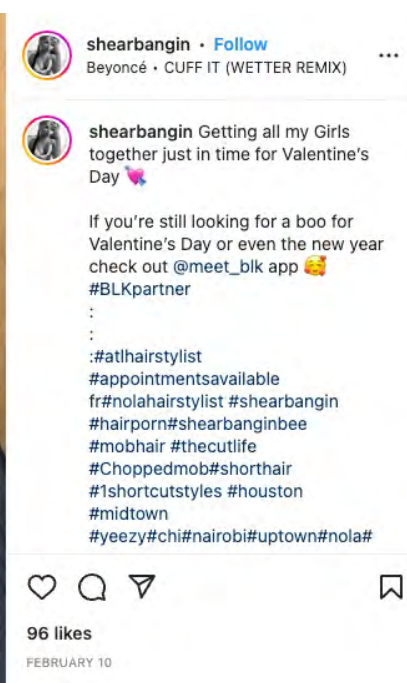 shearbangin • Follow
Beyoncé • CUFF IT (WETTER REMIX)
shearbangin Getting all my Girls
together just in time for Valentine's
Day 💘
If you're still looking for a boo for
Valentine's Day or even the new year
check out @meet_blk app 🥰
#BLKpartner
:
:
:#atlhairstylist
#appointmentsavailable
fr#nolahairstylist #shearbangin
#hairporn#shearbanginbee
#mobhair #thecutlife
#Choppedmob#shorthair
#1shortcutstyles #houston
#midtown
#yeezy#chi#nairobi#uptown#nola#
96 likes
FEBRUARY 10